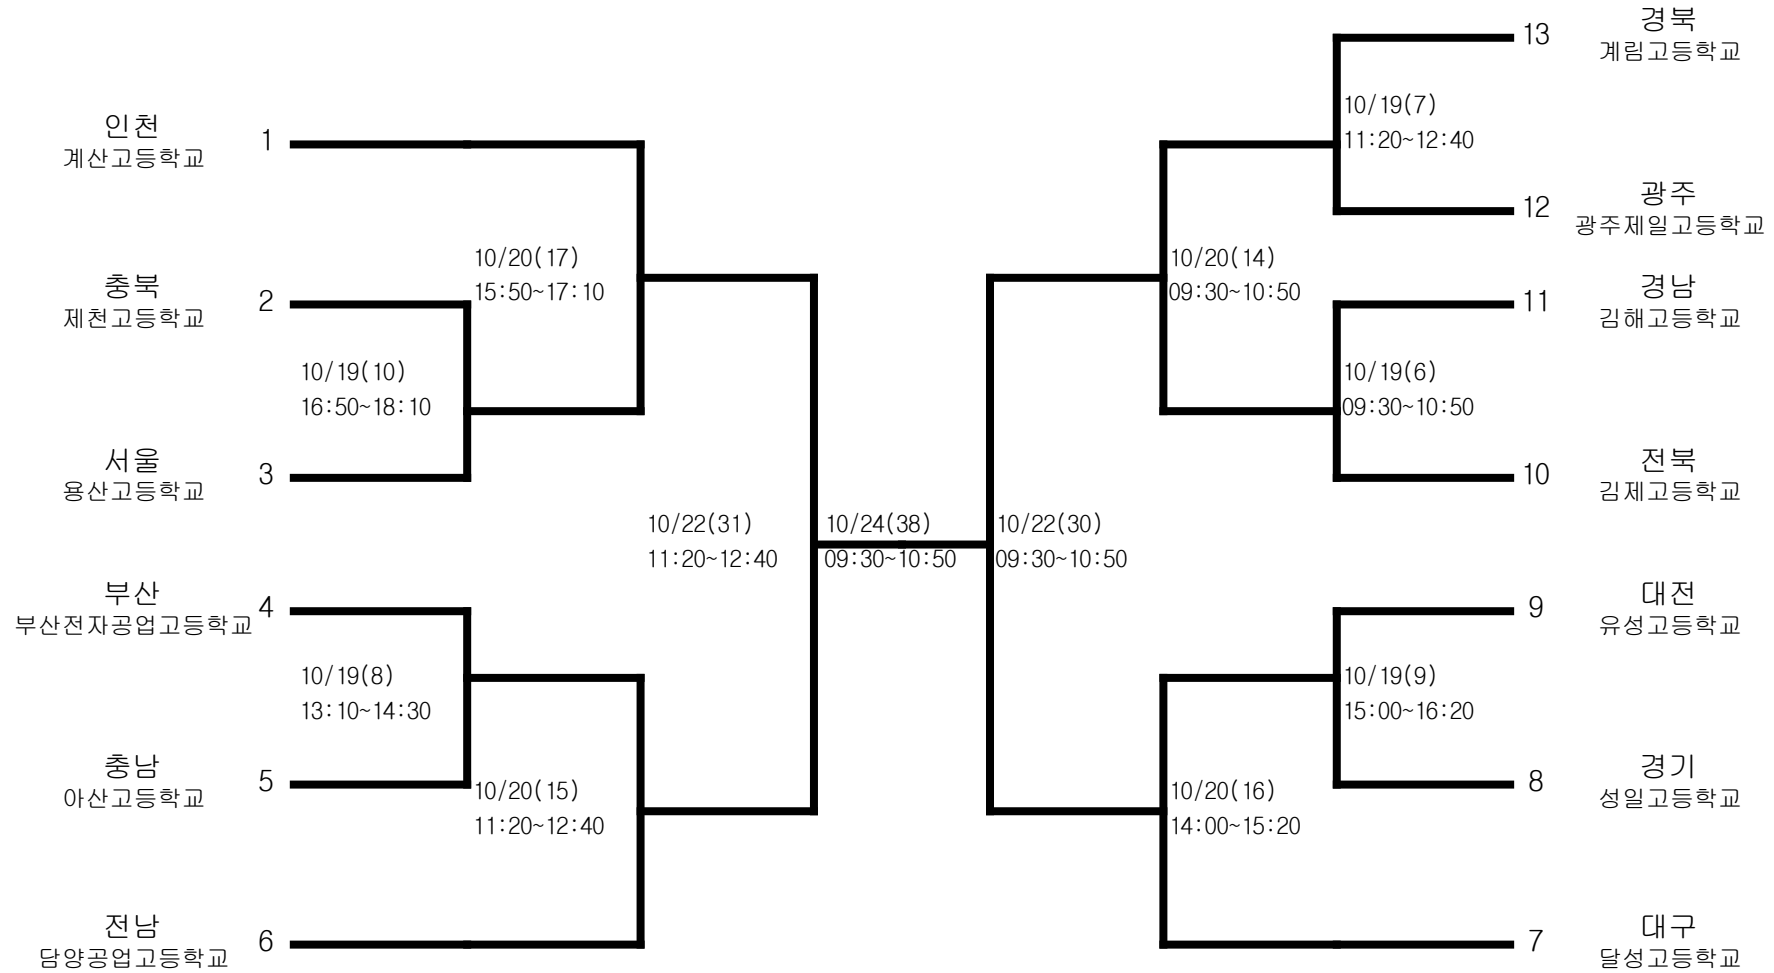 인천
계산고등학교
1
충북
제천고등학교
2
서울
용산고등학교
3
부산
부산전자공업고등학교
4
충남
아산고등학교
5
전남
담양공업고등학교
6
10/19(10)
16:50~18:10
10/19(8)
13:10~14:30
10/20(17)
15:50~17:10
10/20(15)
11:20~12:40
10/22(31)
11:20~12:40
10/24(38)
09:30~10:50
10/22(30)
09:30~10:50
10/20(14)
09:30~10:50
10/20(16)
14:00~15:20
10/19(7)
11:20~12:40
10/19(6)
09:30~10:50
10/19(9)
15:00~16:20
13
경북
계림고등학교
12
광주
광주제일고등학교
11
경남
김해고등학교
10
전북
김제고등학교
9
대전
유성고등학교
8
경기
성일고등학교
7
대구
달성고등학교